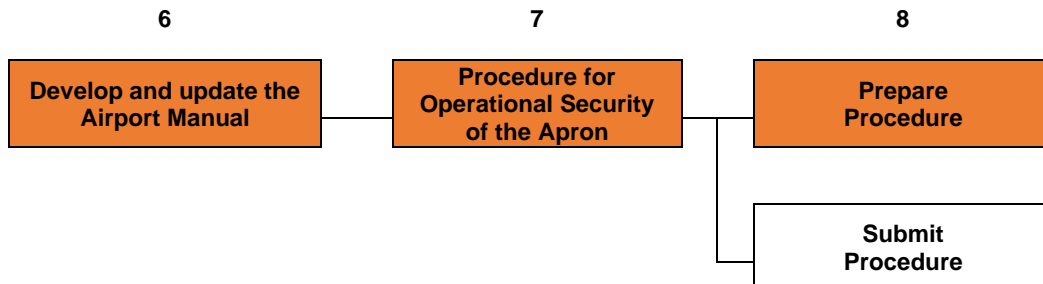 6
7
8
Develop and update the
Airport Manual
Procedure for
Operational Security
of the Apron
Prepare
Procedure
Submit
Procedure